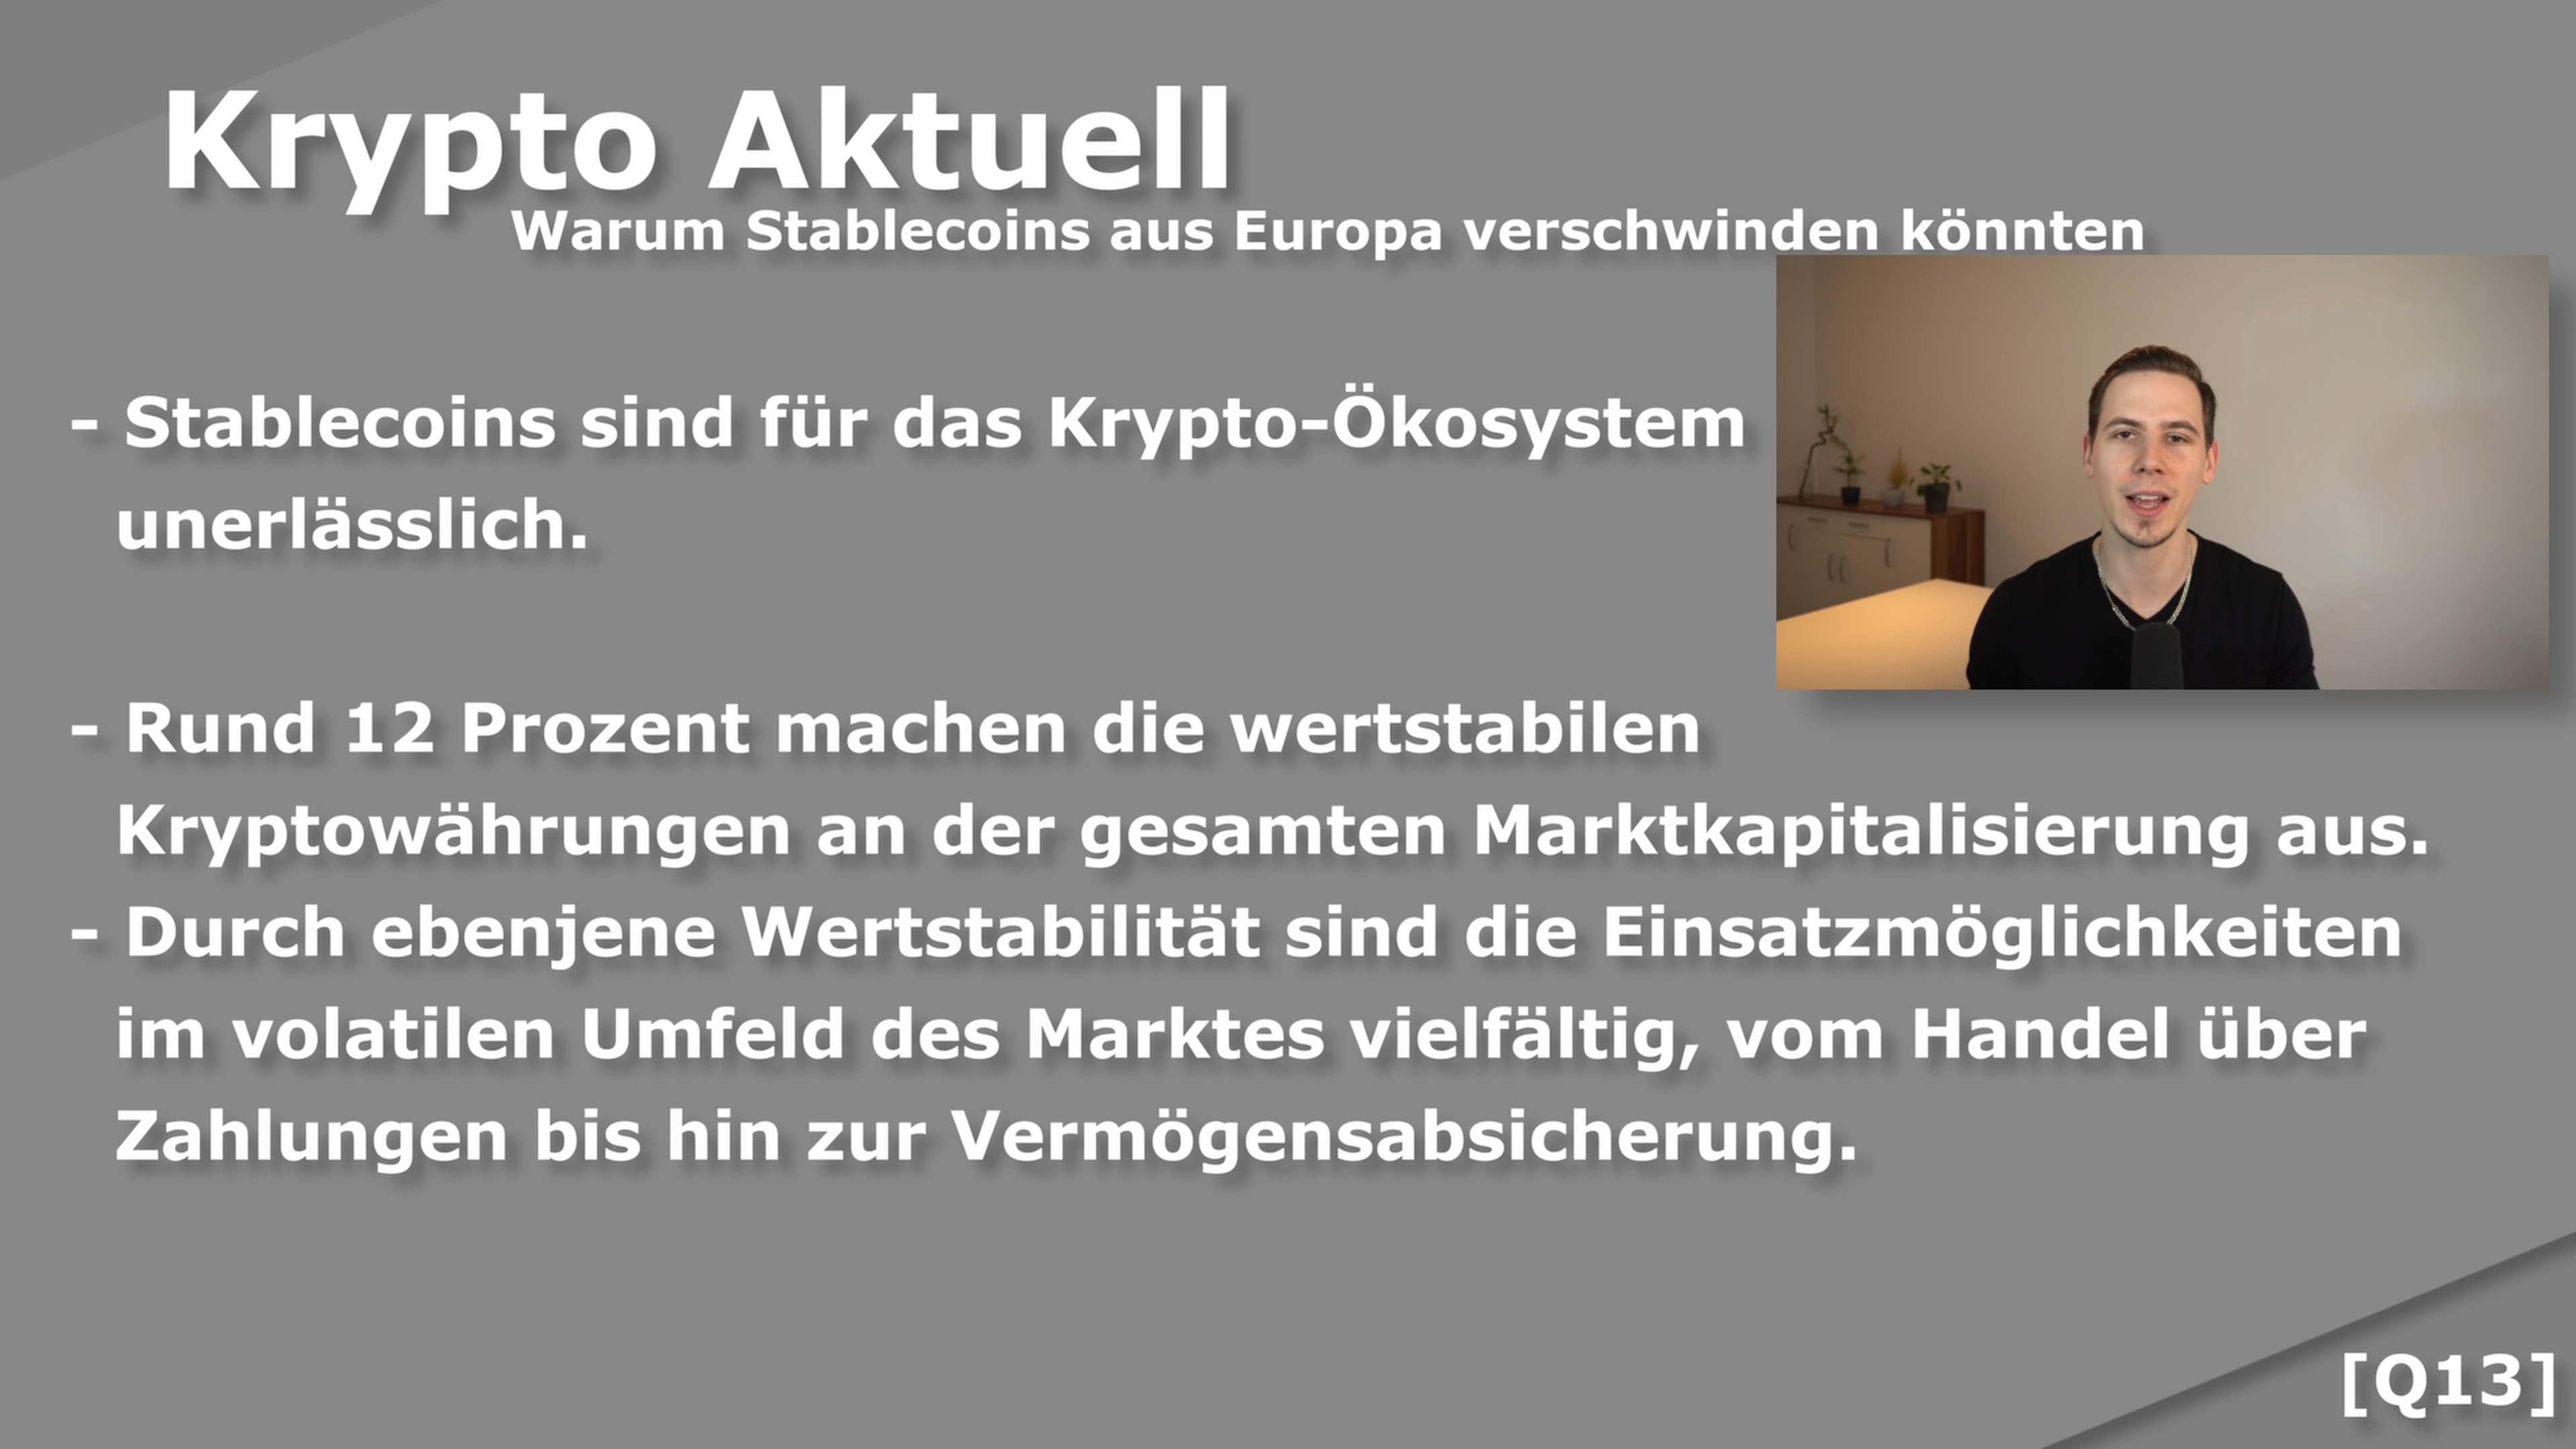 Krypto Aktuell
Warum Stablecoins aus Europa verschwinden könnten
- Stablecoins sind für das Krypto-Ökosystem
unerlässlich.
- Rund 12 Prozent machen die wertstabilen
Kryptowährungen an der gesamten Marktkapitalisierung aus.
- Durch ebenjene Wertstabilität sind die Einsatzmöglichkeiten
im volatilen Umfeld des Marktes vielfältig, vom Handel über
Zahlungen bis hin zur Vermögensabsicherung.
[Q13]